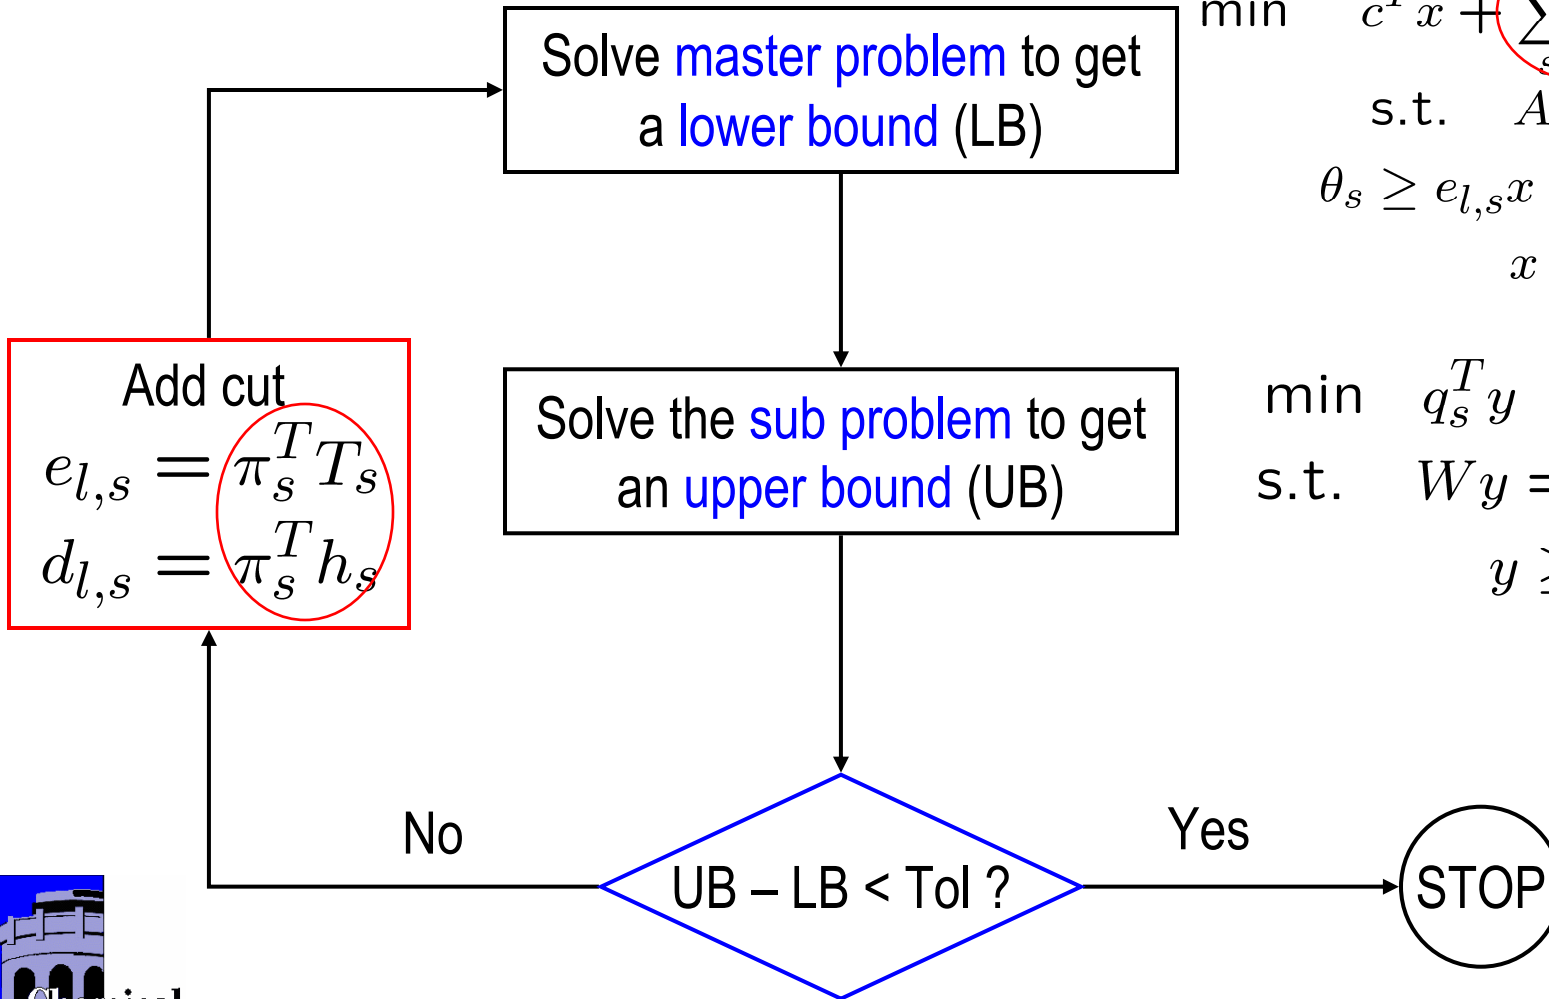 Solve master problem to get
a lower bound (LB)
min c^T x + ∑
s.t. A
θ_s ≥ e_{l,s}x
x
Add cut
e_{l,s} = π_s^T T_s
d_{l,s} = π_s^T h_s
Solve the sub problem to get
an upper bound (UB)
min q_s^T y
s.t. Wy =
y ≥
No
UB – LB < Tol ?
Yes
STOP
Chemical